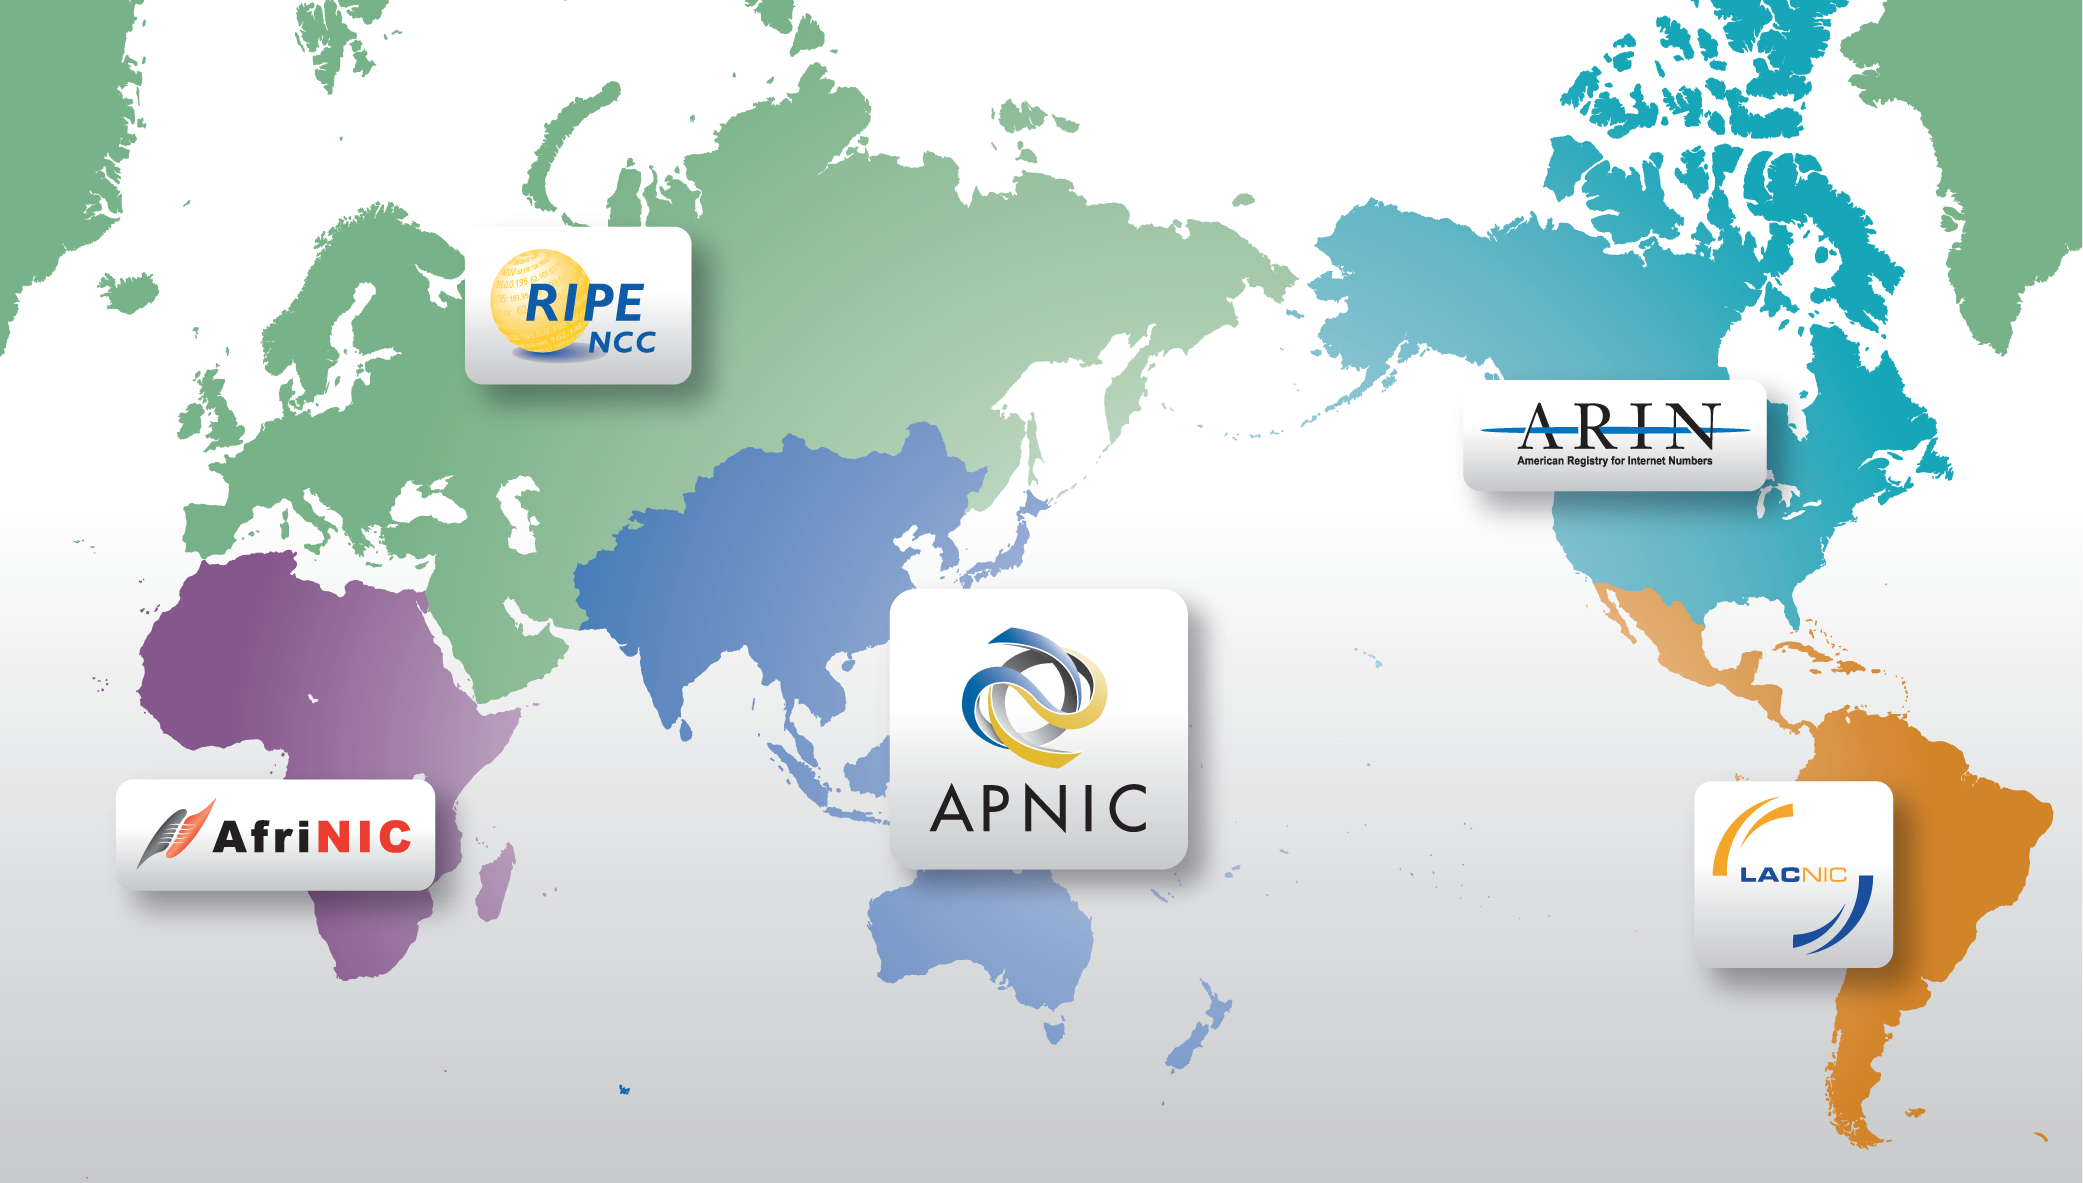 RIPE
NCC
ARIN
American Registry for Internet Numbers
APNIC
AfriNIC
LACNIC